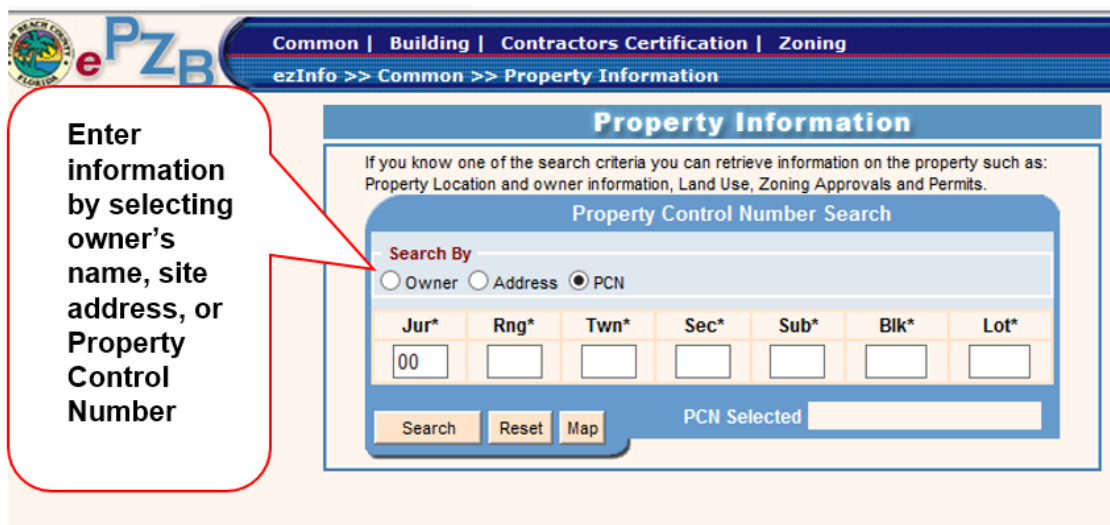 BEACH COUNTY
FLORIDA
ePZB
Common | Building | Contractors Certification | Zoning
ezInfo >> Common >> Property Information
Enter
information
by selecting
owner’s
name, site
address, or
Property
Control
Number
Property Information
If you know one of the search criteria you can retrieve information on the property such as:
Property Location and owner information, Land Use, Zoning Approvals and Permits.
Property Control Number Search
Search By
Owner Address PCN
Jur* Rng* Twn* Sec* Sub* Blk* Lot*
00
Search Reset Map PCN Selected